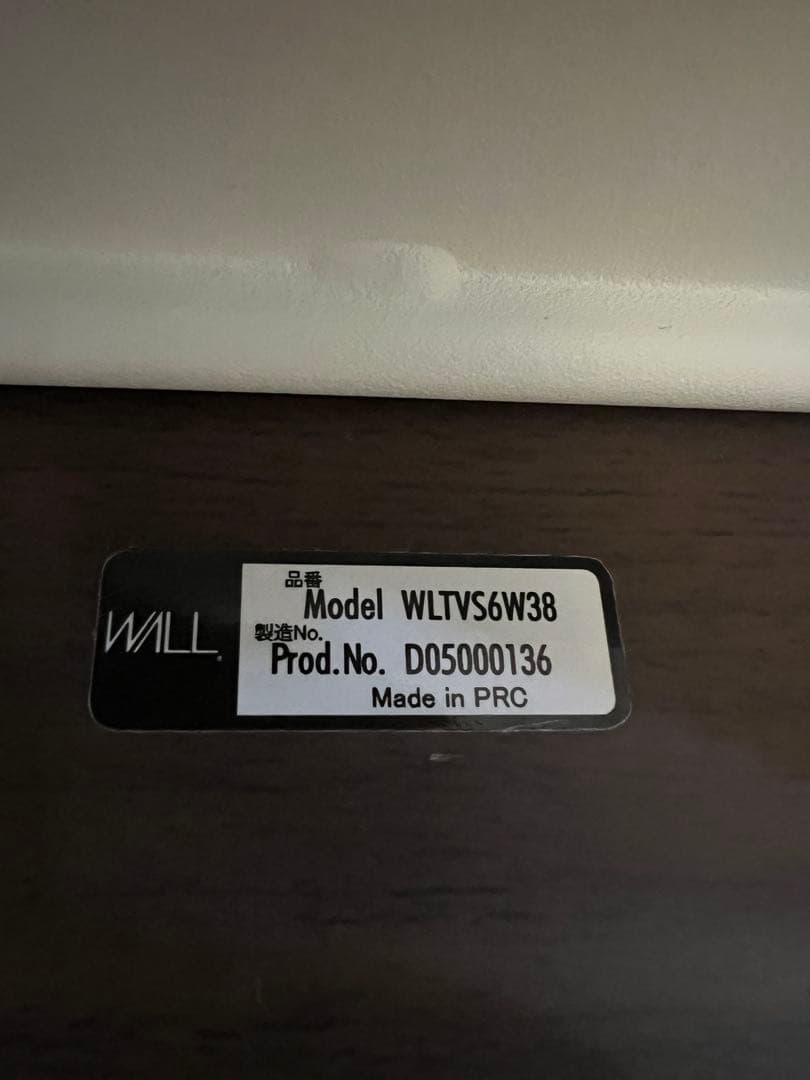 WALL
品番
Model WLTVS6W38
製造No.
Prod.No. D05000136
Made in PRC